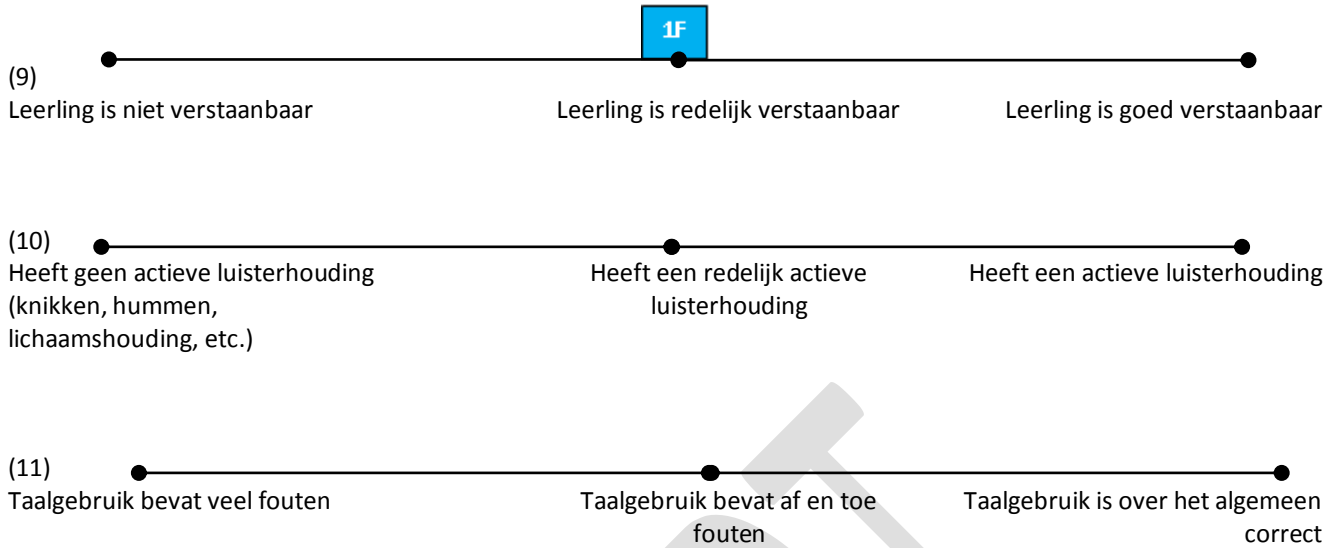 1F
(9)
Leerling is niet verstaanbaar Leerling is redelijk verstaanbaar Leerling is goed verstaanbaar
(10)
Heeft geen actieve luisterhouding Heeft een redelijk actieve Heeft een actieve luisterhouding
(knikken, hummen, luisterhouding
lichaamshouding, etc.)
(11)
Taalgebruik bevat veel fouten Taalgebruik bevat af en toe Taalgebruik is over het algemeen
fouten correct